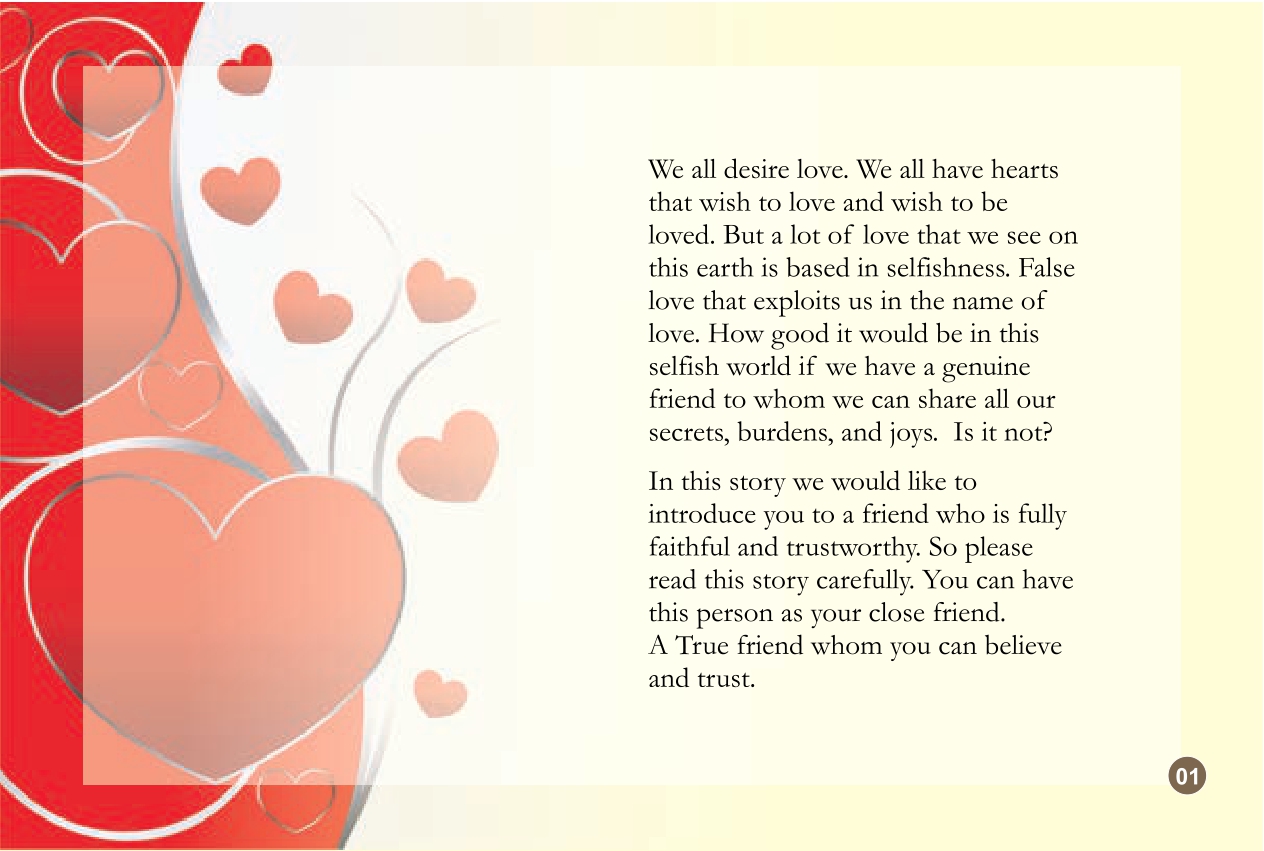 We all desire love. We all have hearts
that wish to love and wish to be
loved. But a lot of love that we see on
this earth is based in selfishness. False
love that exploits us in the name of
love. How good it would be in this
selfish world if we have a genuine
friend to whom we can share all our
secrets, burdens, and joys.  Is it not?
In this story we would like to
introduce you to a friend who is fully
faithful and trustworthy. So please
read this story carefully. You can have
this person as your close friend.
A True friend whom you can believe
and trust.
01